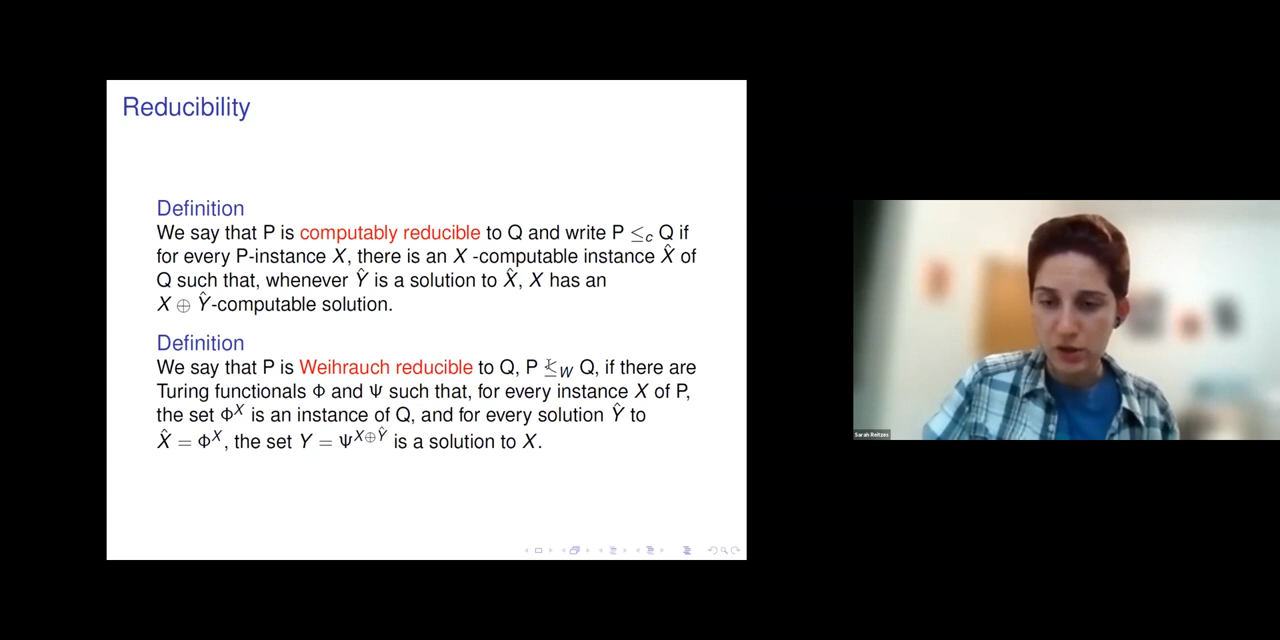 Reducibility
Definition
We say that P is computably reducible to Q and write P ≤c Q if
for every P-instance X, there is an X -computable instance X̂ of
Q such that, whenever Ŷ is a solution to X̂, X has an
X ⊕ Ŷ-computable solution.
Definition
We say that P is Weihrauch reducible to Q, P ≤W Q, if there are
Turing functionals Φ and Ψ such that, for every instance X of P,
the set Φ^X is an instance of Q, and for every solution Ŷ to
X̂ = Φ^X, the set Y = Ψ^{X⊕Ŷ} is a solution to X.
Sarah Reitzes